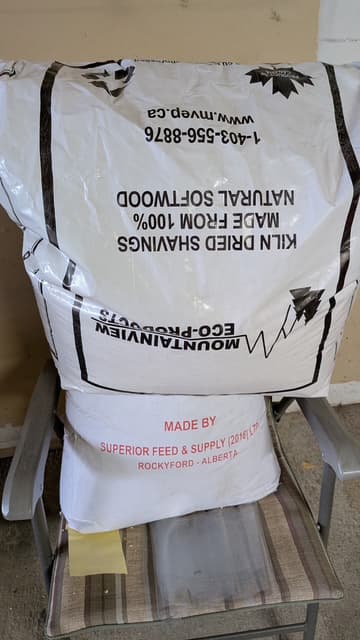 MOUNTAINVIEW
ECO-PRODUCTS
KILN DRIED SHAVINGS
MADE FROM 100%
NATURAL SOFTWOOD
1-403-556-8876
www.mvep.ca
MADE BY
SUPERIOR FEED & SUPPLY (2016) LTD.
ROCKYFORD - ALBERTA